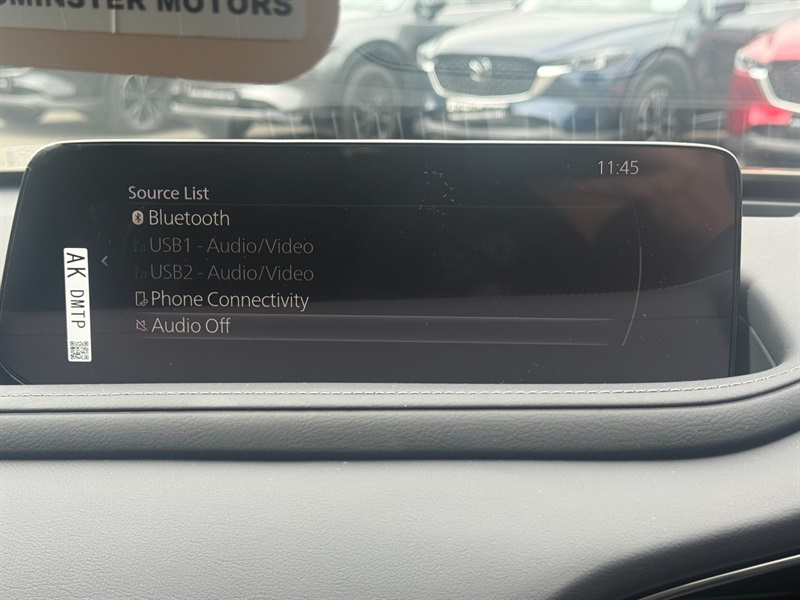 MINSTER MOTORS
11:45
Source List
Bluetooth
USB1 - Audio/Video
USB2 - Audio/Video
Phone Connectivity
Audio Off
AK DMTP